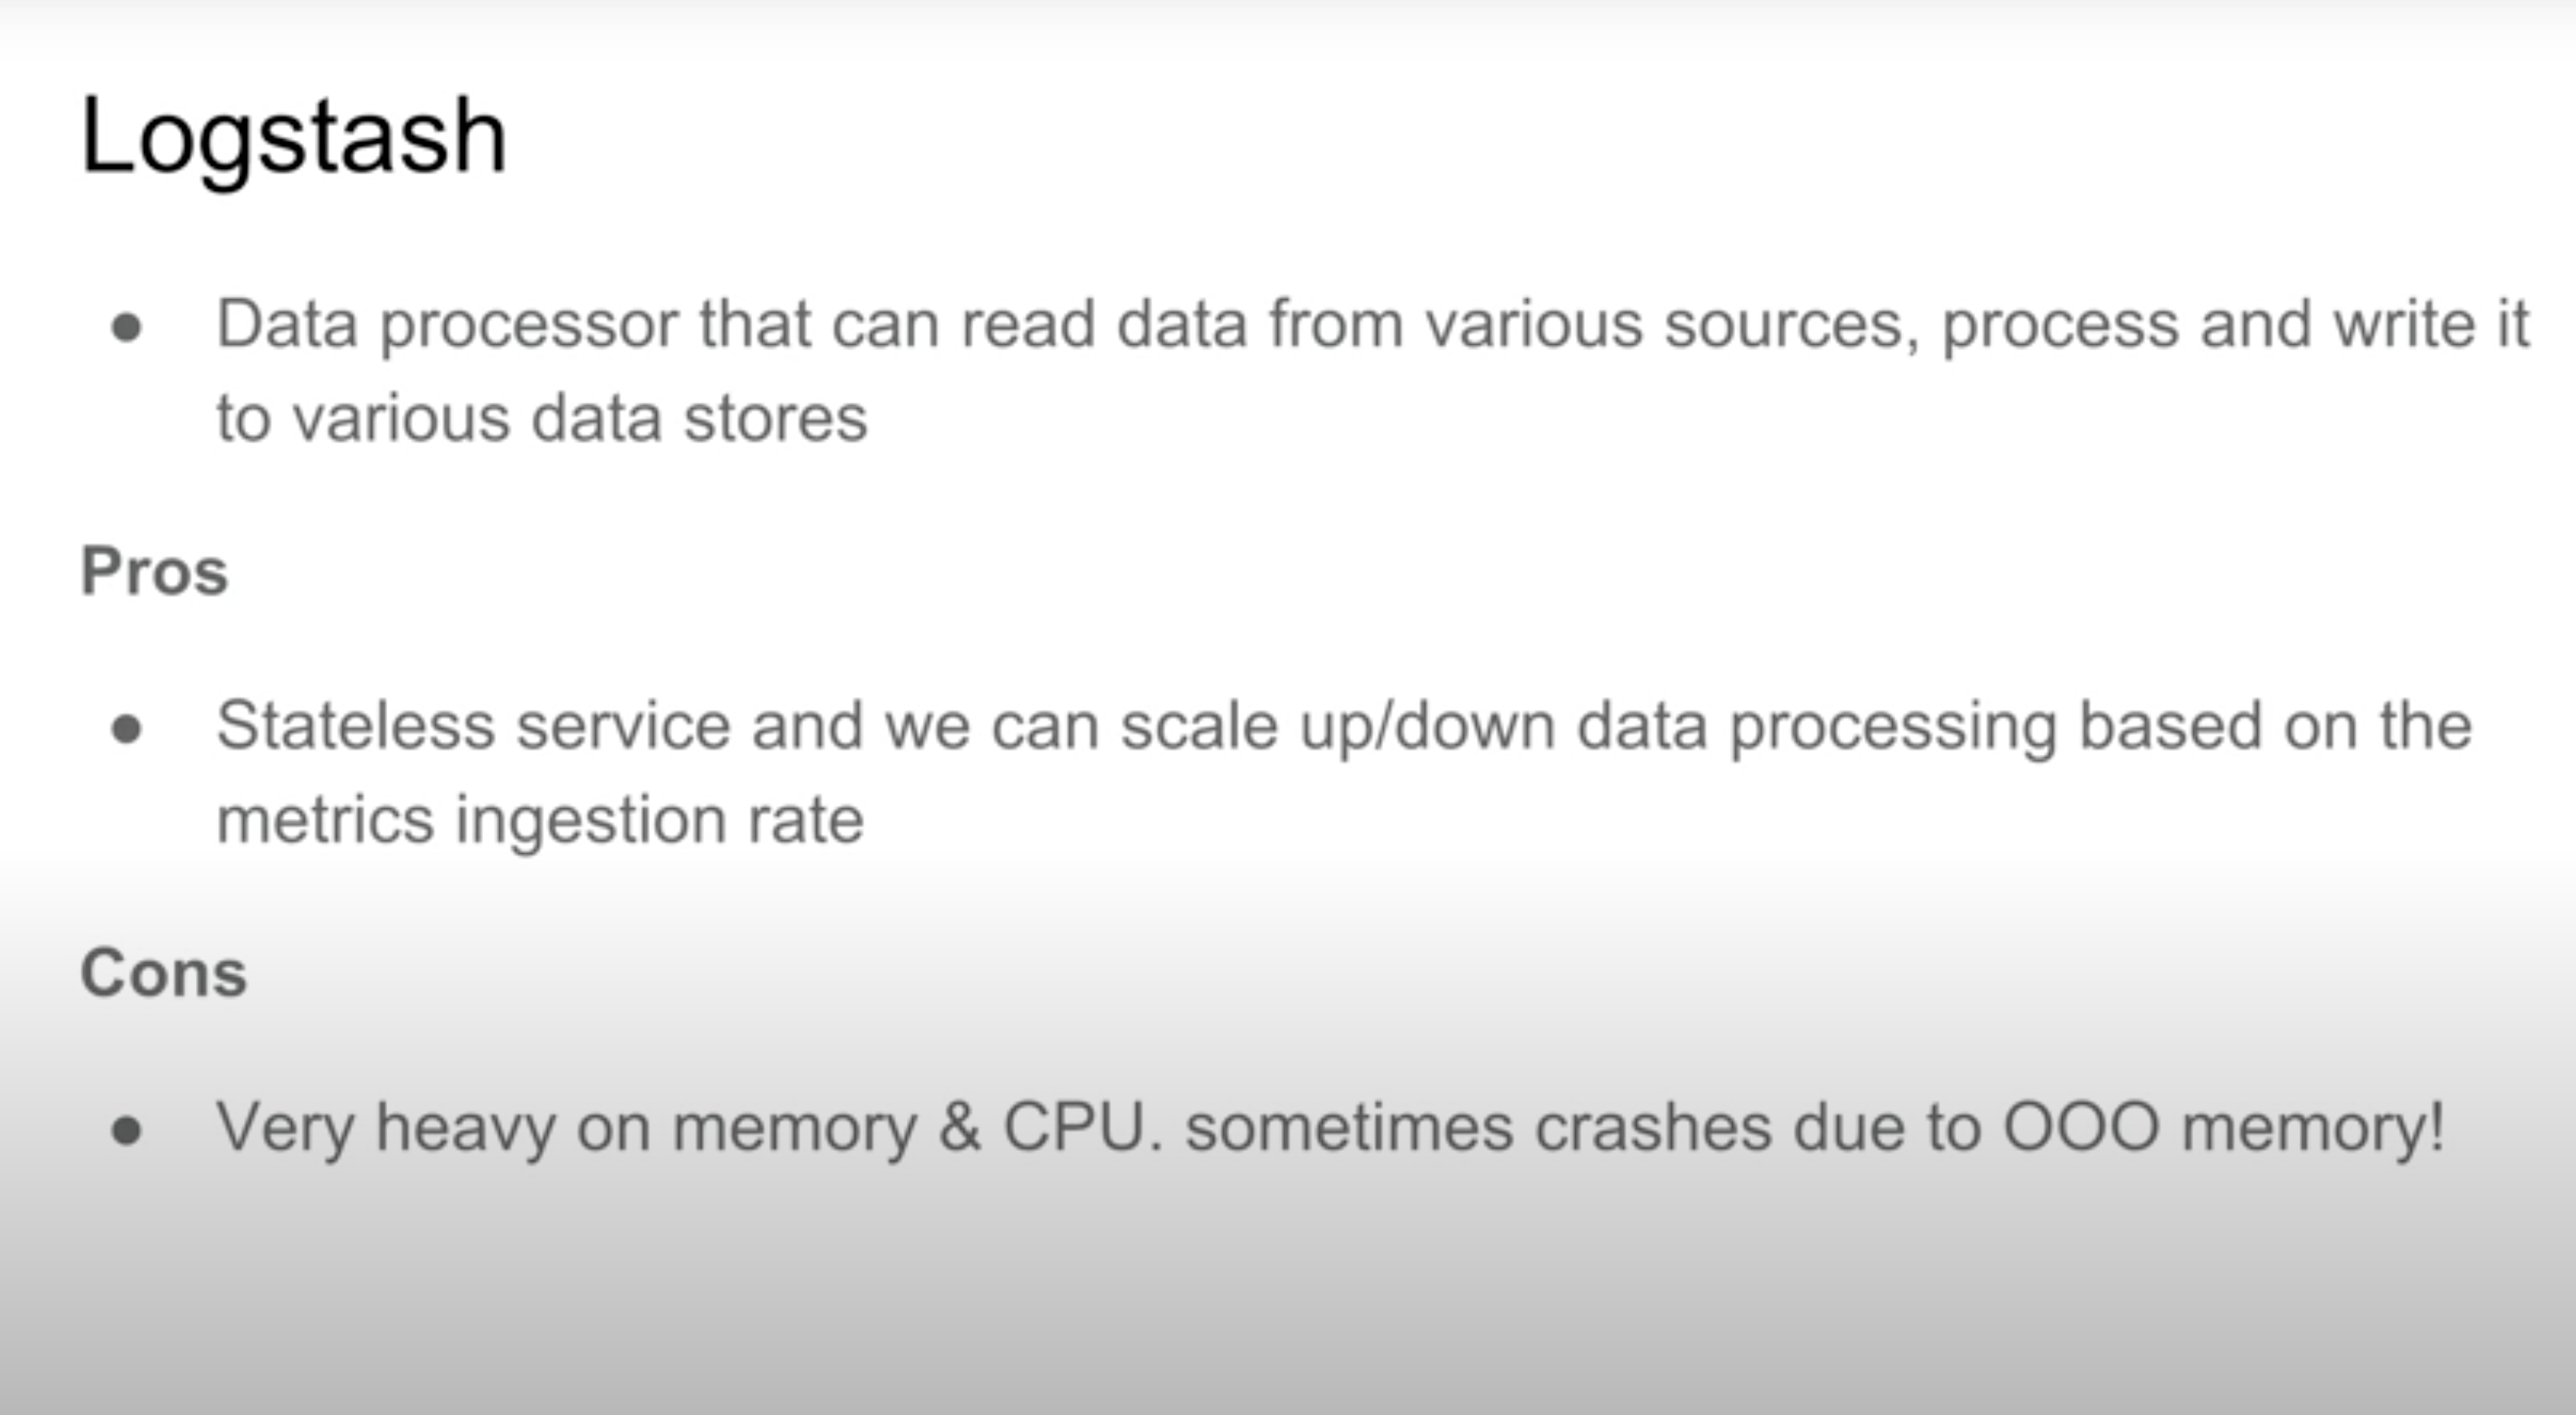 Logstash
● Data processor that can read data from various sources, process and write it
to various data stores
Pros
● Stateless service and we can scale up/down data processing based on the
metrics ingestion rate
Cons
● Very heavy on memory & CPU. sometimes crashes due to OOO memory!